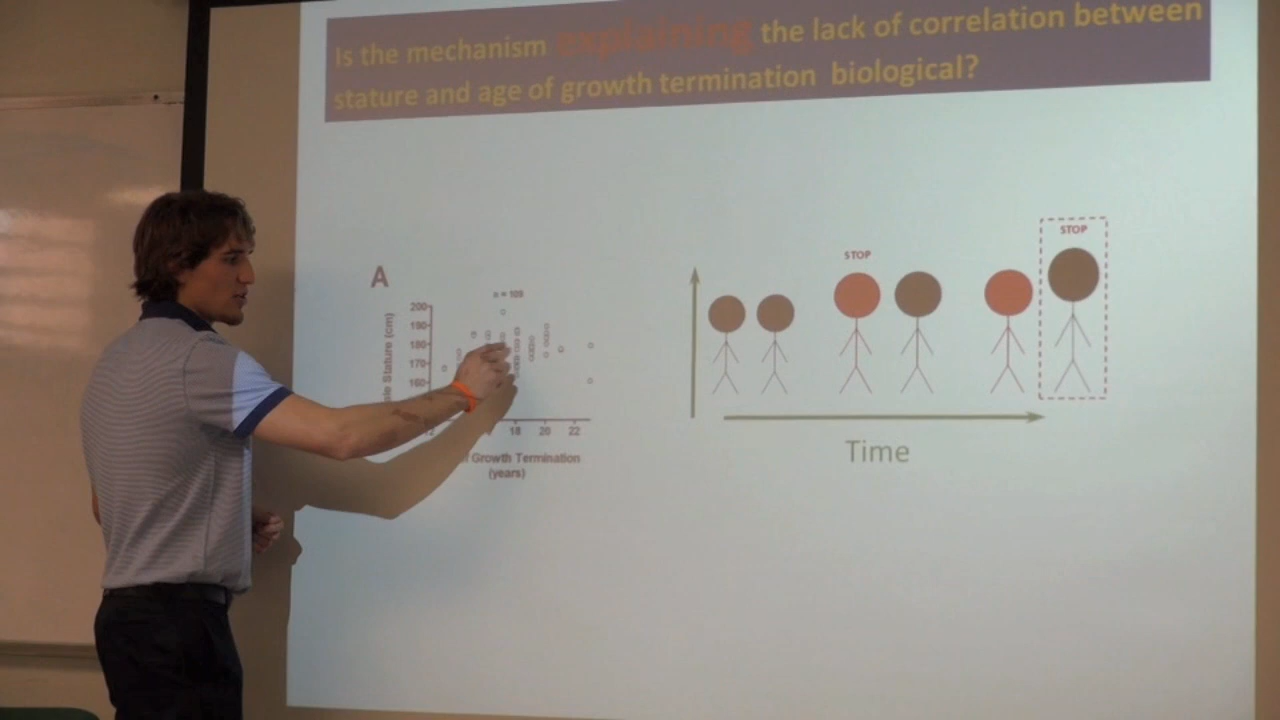 Is the mechanism explaining the lack of correlation between
stature and age of growth termination biological?
A
n = 109
200
190
180
170
160
18 20 22
Growth Termination
(years)
Stature (cm)
STOP
STOP
Time